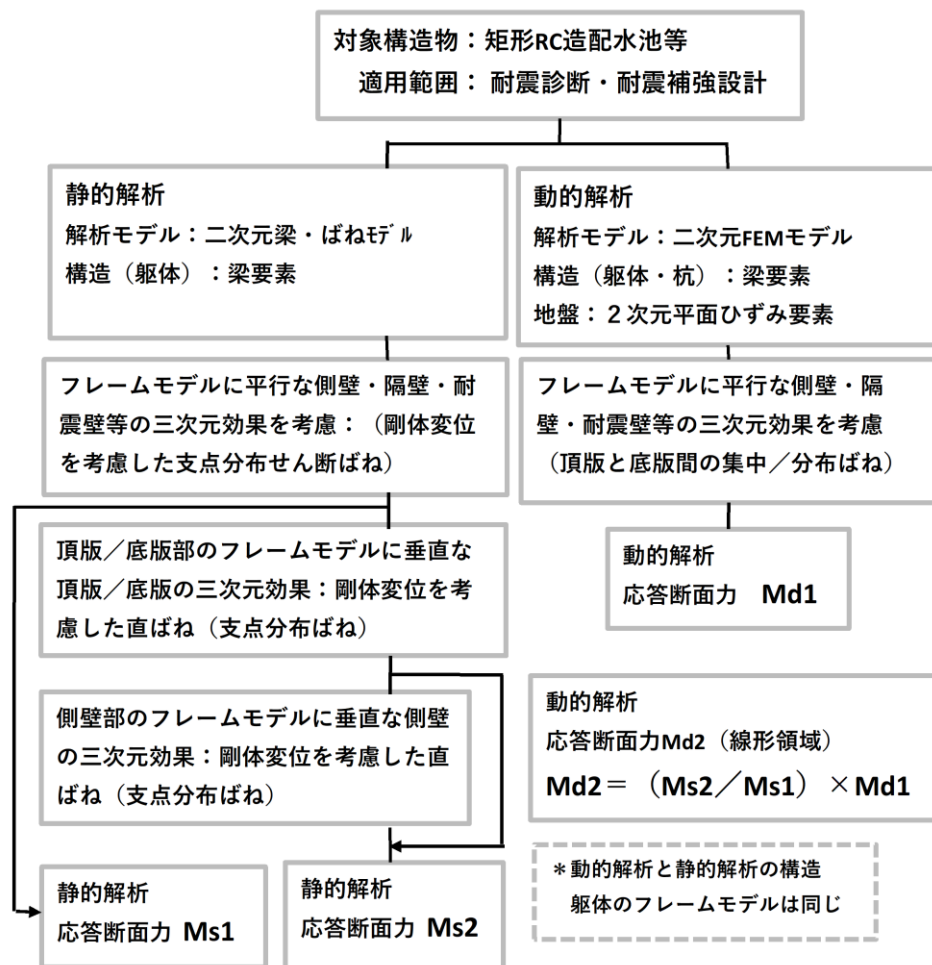 対象構造物：矩形RC造配水池等
適用範囲： 耐震診断・耐震補強設計
静的解析
解析モデル：二次元梁・ばねﾓﾃﾞﾙ
構造（躯体）：梁要素
動的解析
解析モデル：二次元FEMモデル
構造（躯体・杭）：梁要素
地盤：２次元平面ひずみ要素
フレームモデルに平行な側壁・隔壁・耐
震壁等の三次元効果を考慮：（剛体変位
を考慮した支点分布せん断ばね）
フレームモデルに平行な側壁・隔
壁・耐震壁等の三次元効果を考慮
（頂版と底版間の集中／分布ばね）
頂版／底版部のフレームモデルに垂直な
頂版／底版の三次元効果：剛体変位を考
慮した直ばね（支点分布ばね）
動的解析
応答断面力 Md1
側壁部のフレームモデルに垂直な側壁
の三次元効果：剛体変位を考慮した直
ばね（支点分布ばね）
動的解析
応答断面力Md2（線形領域）
Md2＝（Ms2／Ms1）×Md1
静的解析
応答断面力 Ms1
静的解析
応答断面力 Ms2
＊動的解析と静的解析の構造
躯体のフレームモデルは同じ